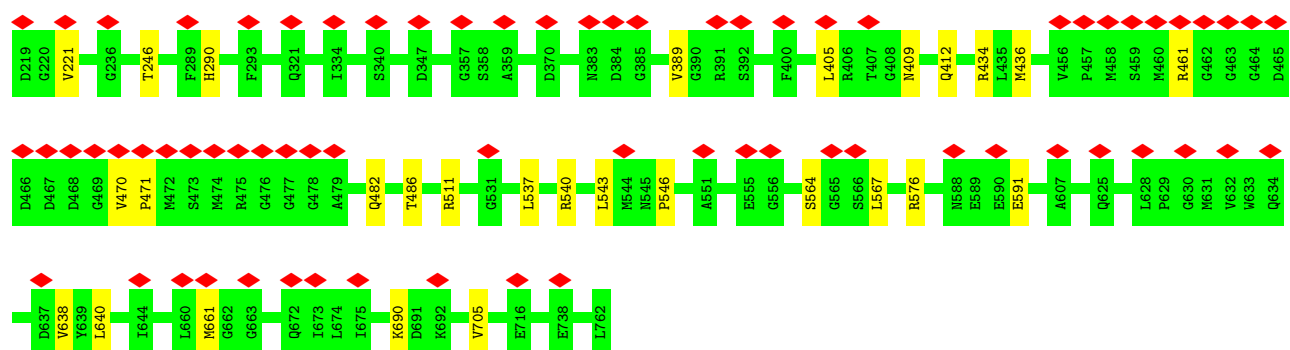 D219 G220 V221 G236 T246 F289 H290 F293 Q321 I334 S340 D347 G357 S358 A359 D370 N383 D384 G385 V389 G390 R391 S392 F400 L405 R406 T407 G408 N409 Q412 R434 L435 M436 V456 P457 M458 S459 M460 R461 G462 G463 G464 D465
D466 D467 D468 G469 V470 P471 M472 S473 M474 R475 G476 G477 G478 A479 Q482 T486 R511 G531 L537 R540 L543 M544 N545 P546 A551 E555 G556 S564 G565 S566 L567 R576 N588 E589 E590 E591 A607 Q625 L628 P629 G630 M631 V632 W633 Q634
D637 V638 Y639 L640 I644 L660 M661 G662 G663 Q672 I673 L674 I675 K690 D691 K692 V705 E716 E738 L762